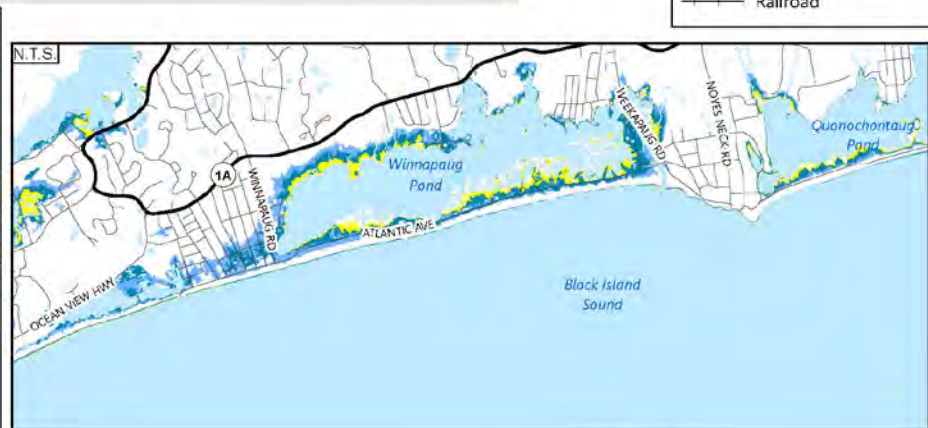 Railroad
N.T.S.
WEEKAPAUG RD
NOYES NECK RD
Quonochontaug
Pond
Winnapaug
Pond
1A
WINNAPAUG RD
ATLANTIC AVE
OCEAN VIEW HWY
Block Island
Sound